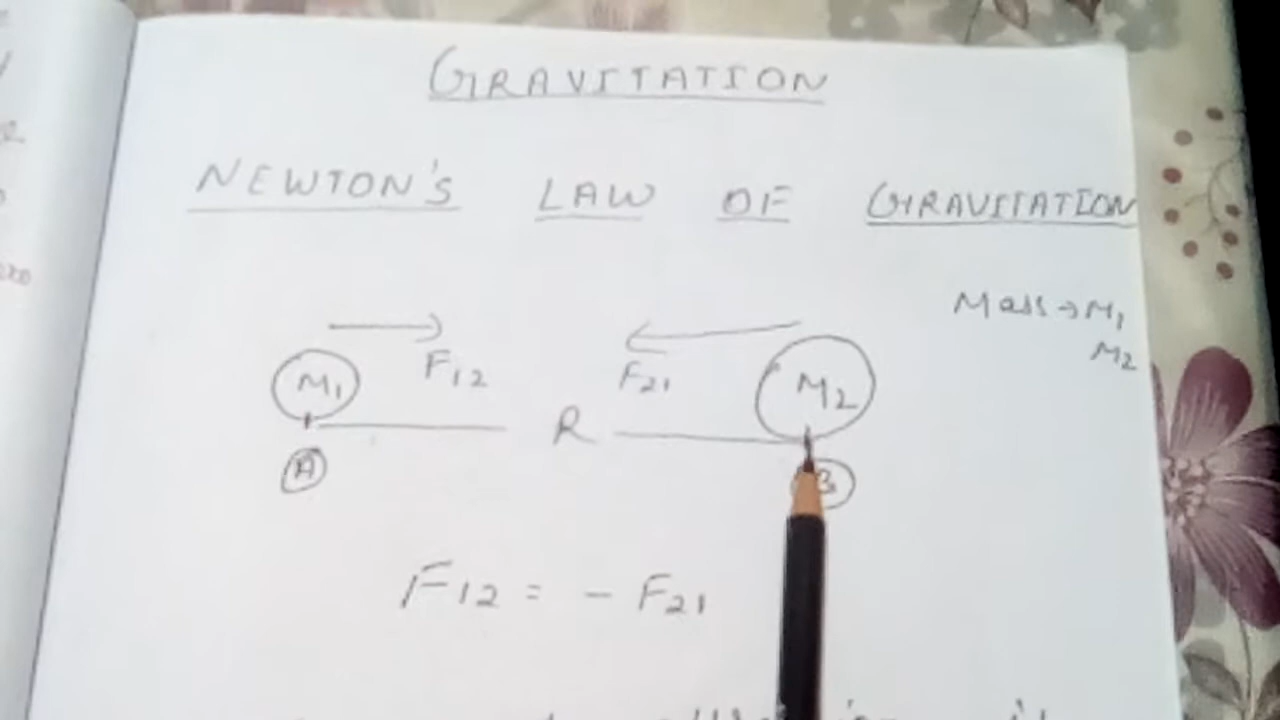 GRAVITATION
NEWTON'S LAW OF GRAVITATION
Mass → M1
M2
F12 F21
M1 M2
R
A B
F12 = - F21